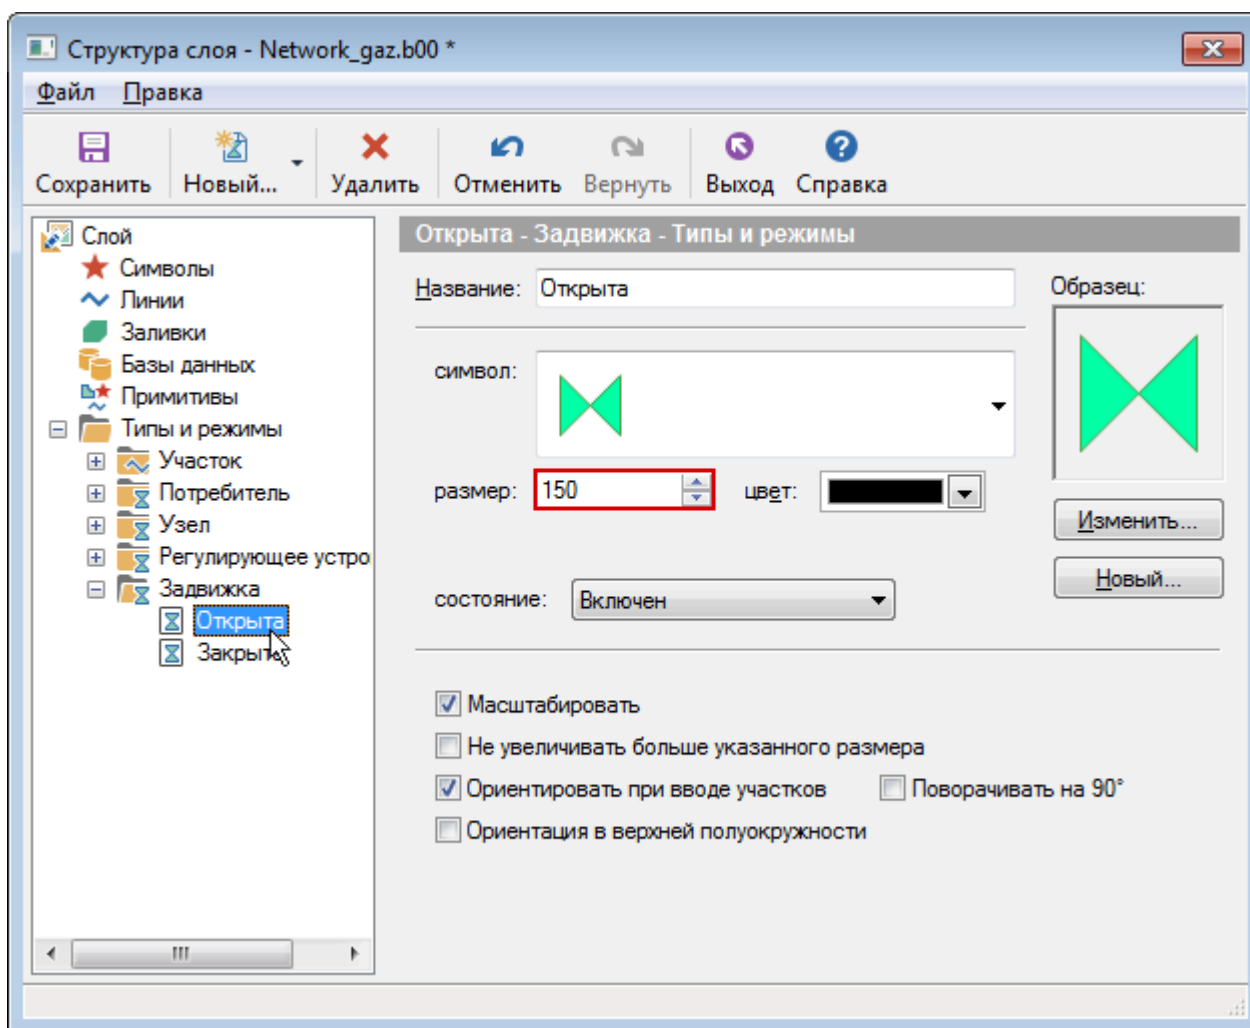 Структура слоя - Network_gaz.b00 *
Файл Правка
Сохранить Новый... Удалить Отменить Вернуть Выход Справка
Слой
Символы
Линии
Заливки
Базы данных
Примитивы
Типы и режимы
Участок
Потребитель
Узел
Регулирующее устро
Задвижка
Открыта
Закрыта
Открыта - Задвижка - Типы и режимы
Название: Открыта
Образец:
символ:
размер: 150 цвет:
Изменить...
Новый...
состояние: Включен
Масштабировать
Не увеличивать больше указанного размера
Ориентировать при вводе участков Поворачивать на 90°
Ориентация в верхней полуокружности